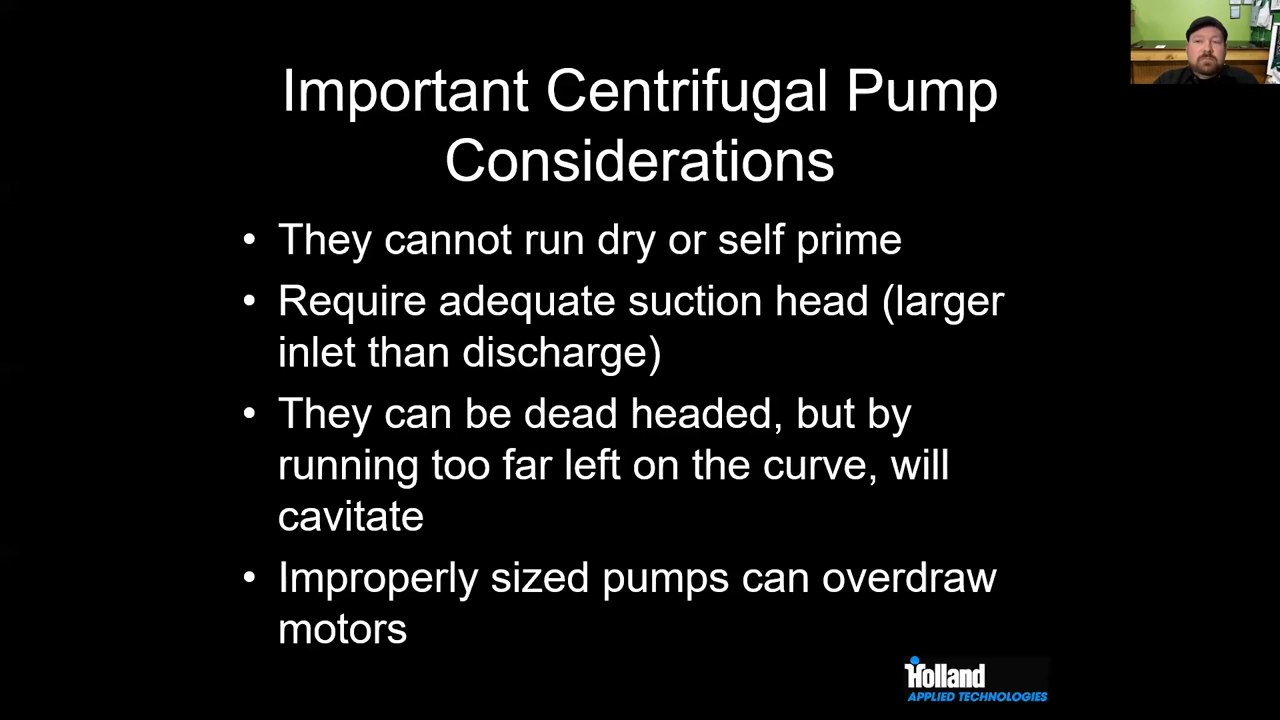 Important Centrifugal Pump
Considerations
• They cannot run dry or self prime
• Require adequate suction head (larger
inlet than discharge)
• They can be dead headed, but by
running too far left on the curve, will
cavitate
• Improperly sized pumps can overdraw
motors
Holland
APPLIED TECHNOLOGIES